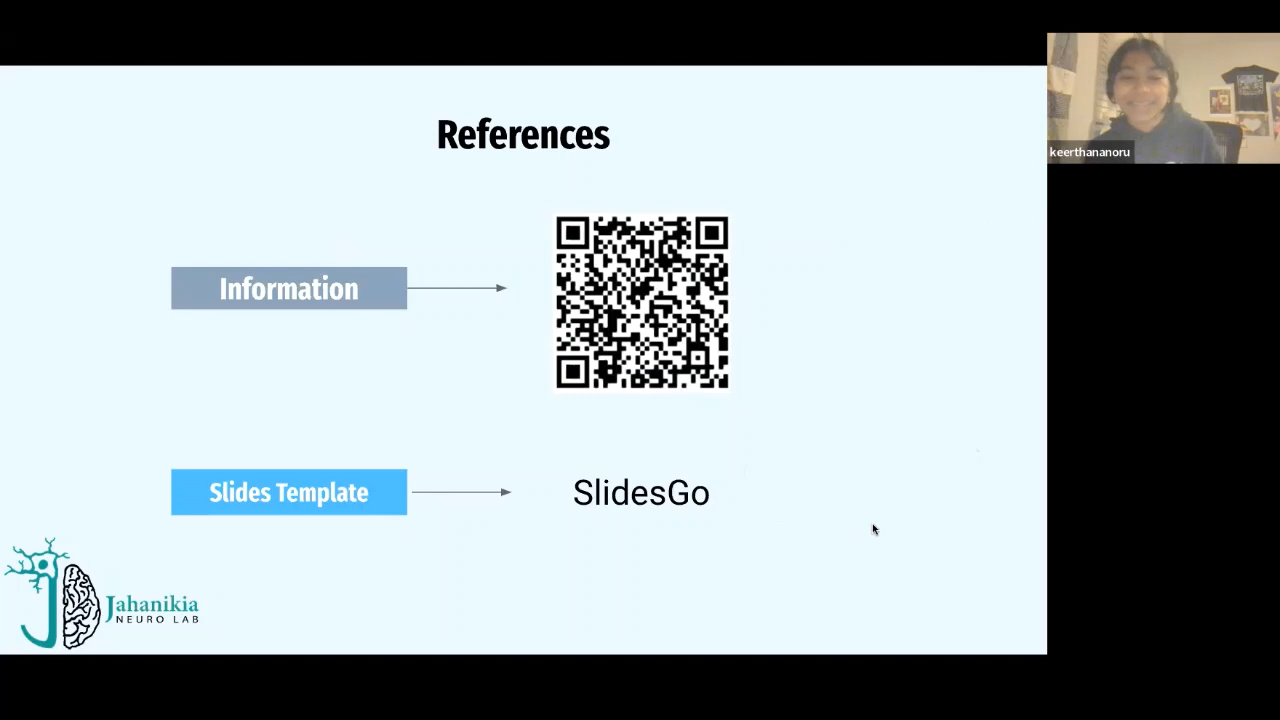 References
keerthananoru
Information
Slides Template
SlidesGo
Jahanikia
NEURO LAB